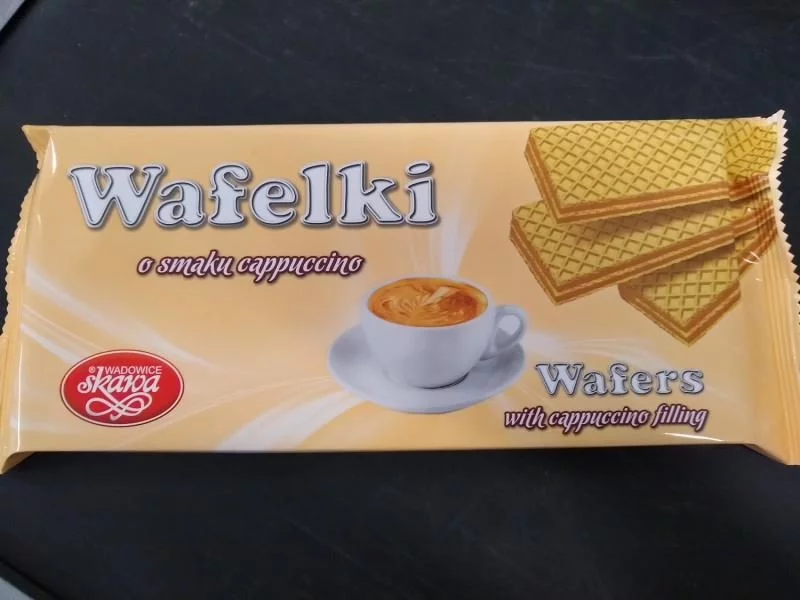 Wafelki
o smaku cappuccino
® WADOWICE
skawa
Wafers
with cappuccino filling